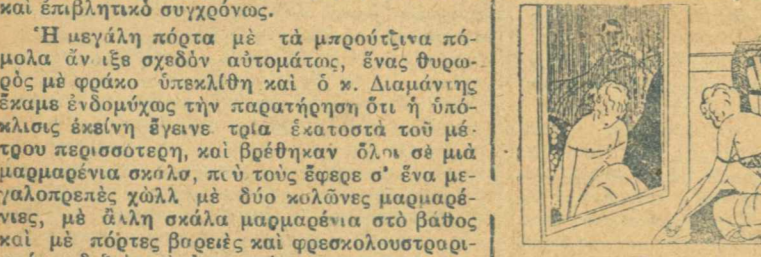 καὶ ἐπιβλητικὸ συγχρόνως.
Ἡ μεγάλη πόρτα μὲ τὰ μπρούτζινα πό-
μολα ἄν ιξε σχεδὸν αὐτομάτως, ἕνας θυρω-
ρὸς μὲ φράκο ὑπεκλίθη καὶ ὁ κ. Διαμάντης
ἔκαμε ἐνδομύχως τὴν παρατήρηση ὅτι ἡ ὑπό-
κλισις ἐκείνη ἔγεινε τρία ἑκατοστὰ τοῦ μέ-
τρου περισσότερη, καὶ βρέθηκαν ὅλοι σὲ μιὰ
μαρμαρένια σκάλα, ποὺ τοὺς ἔφερε σ' ἕνα με-
γαλοπρεπὲς χὼλλ μὲ δύο κολῶνες μαρμαρέ-
νιες, μὲ ἄλλη σκάλα μαρμαρένια στὸ βάθος
καὶ μὲ πόρτες βαρειὲς καὶ φρεσκολουστραρι-